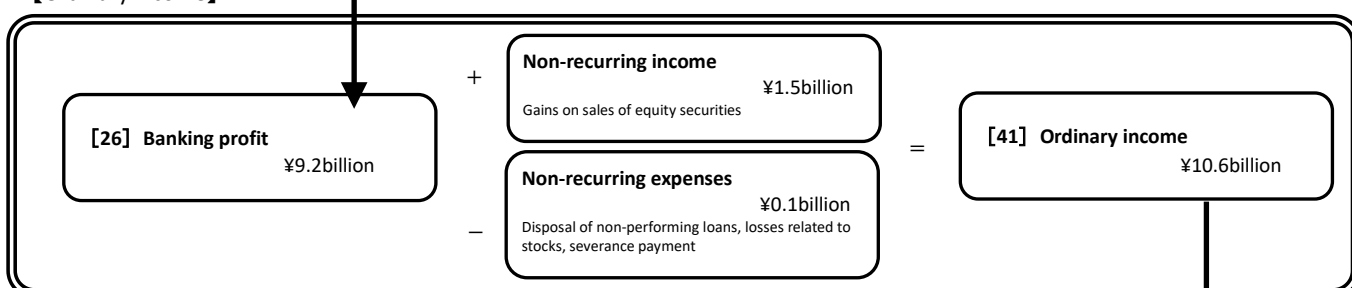 [26] Banking profit
¥9.2billion
+
Non-recurring income
¥1.5billion
Gains on sales of equity securities
−
Non-recurring expenses
¥0.1billion
Disposal of non-performing loans, losses related to
stocks, severance payment
=
[41] Ordinary income
¥10.6billion